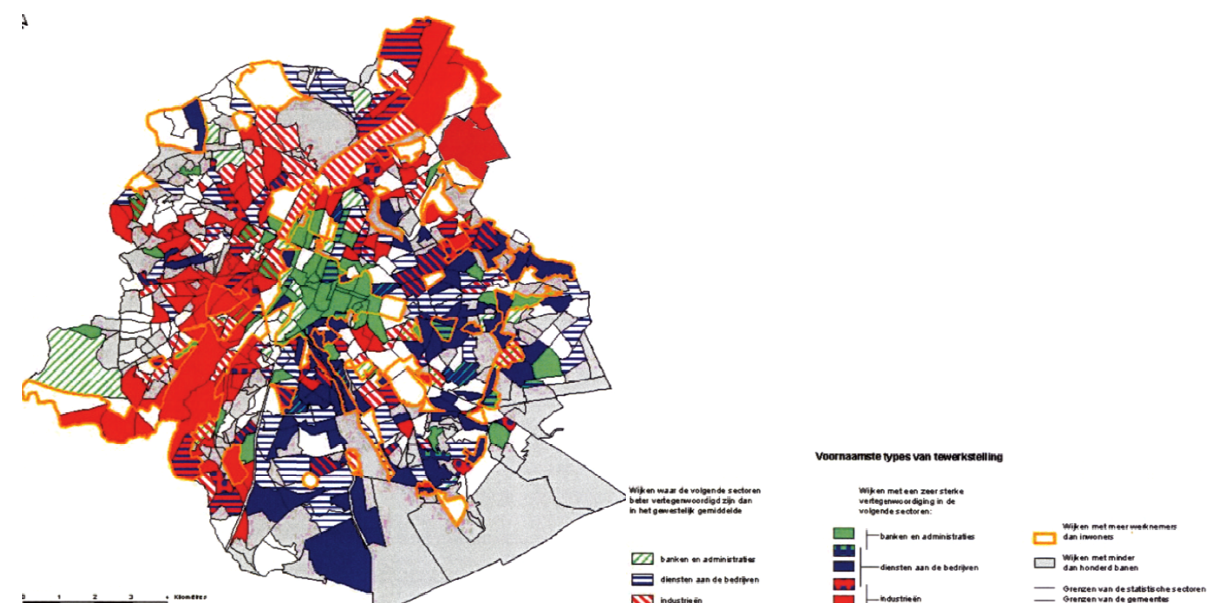 Voornaamste types van tewerkstelling
Wijken waar de volgende sectoren
beter vertegenwoordigd zijn dan
in het gewestelijk gemiddelde
banken en administraties
diensten aan de bedrijven
industrieën
Wijken met een zeer sterke
vertegenwoordiging in de
volgende sectoren:
banken en administraties
diensten aan de bedrijven
industrieën
Wijken met meer werknemers
dan inwoners
Wijken met minder
dan honderd banen
Grenzen van de statistische sectoren
Grenzen van de gemeentes
0 1 2 3 4 Kilomètres